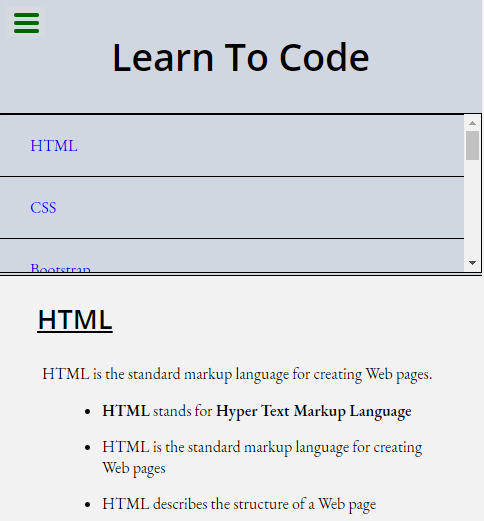 Learn To Code
HTML
CSS
Bootstrap
HTML
HTML is the standard markup language for creating Web pages.
HTML stands for Hyper Text Markup Language
HTML is the standard markup language for creating
Web pages
HTML describes the structure of a Web page